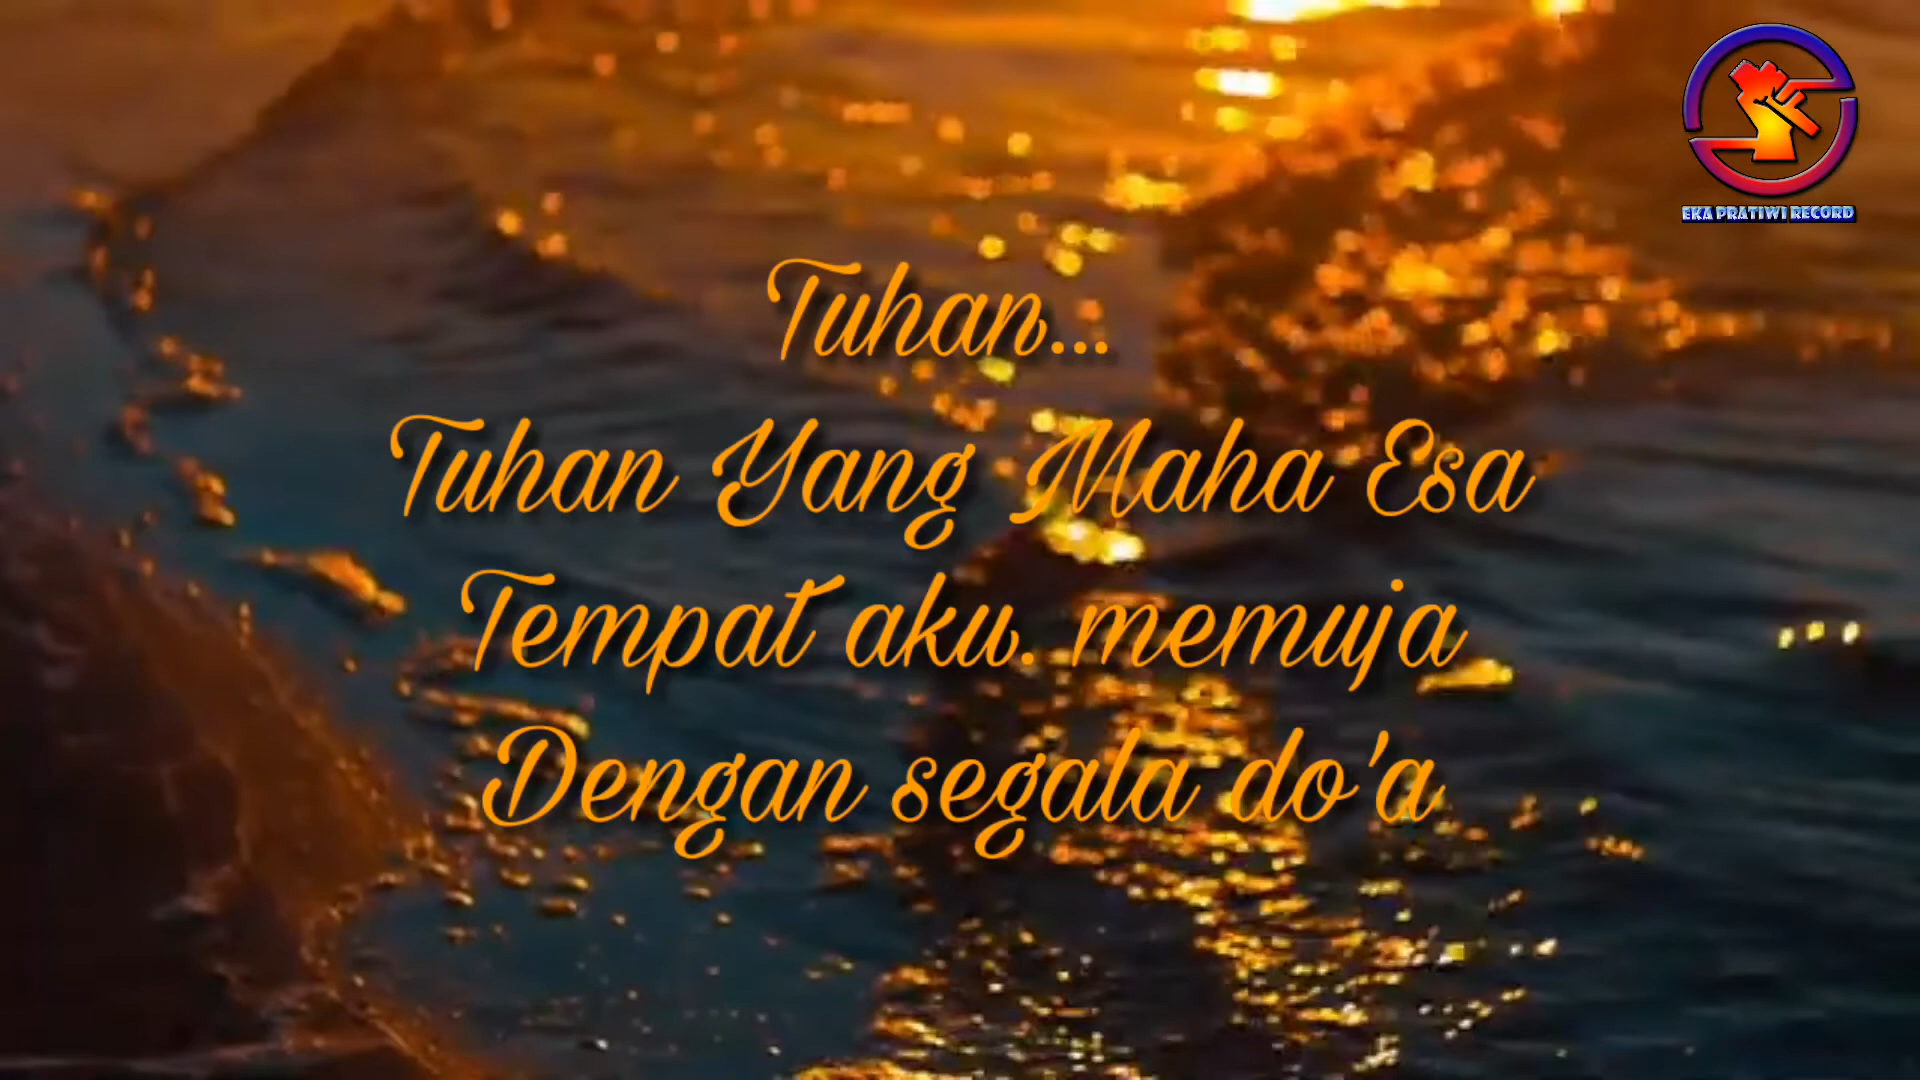 EKA PRATIWI RECORD
Tuhan...
Tuhan Yang Maha Esa
Tempat aku. memuja
Dengan segala do'a